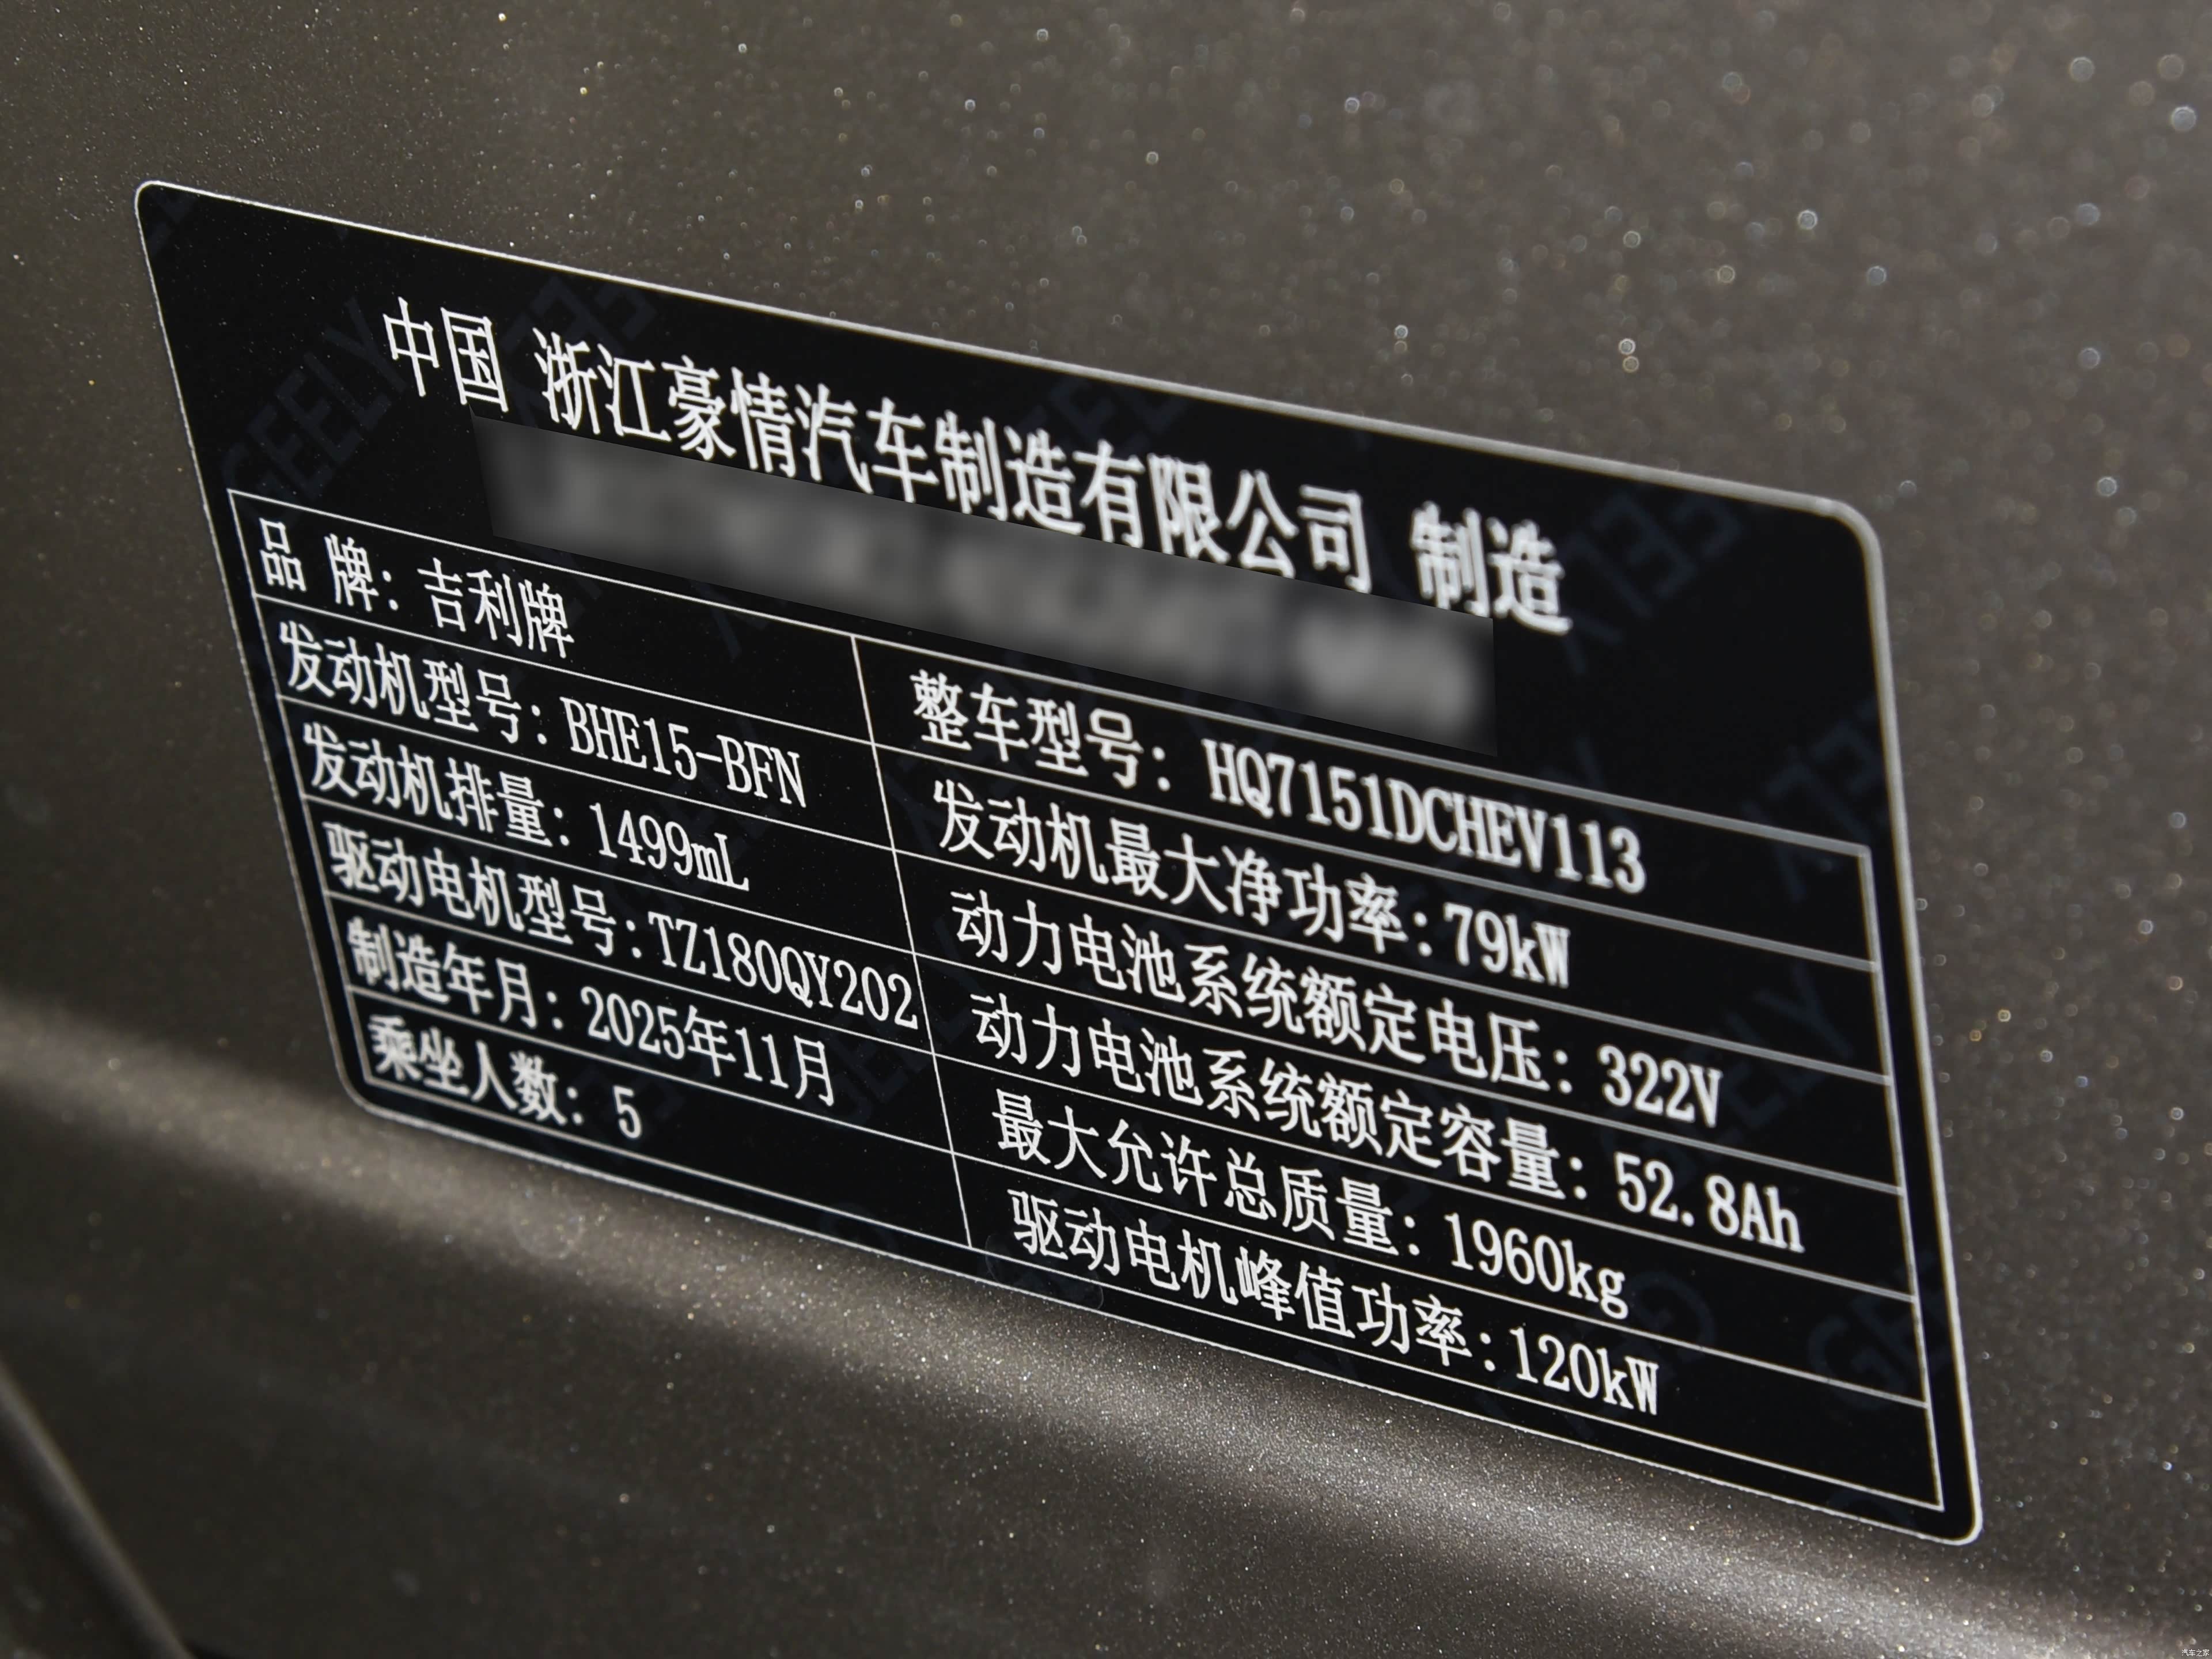 中国 浙江豪情汽车制造有限公司 制造
品 牌：吉利牌
整车型号：HQ7151DCHEV113
发动机型号：BHE15-BFN
发动机最大净功率：79kW
发动机排量：1499mL
动力电池系统额定电压：322V
驱动电机型号：TZ180QY202
动力电池系统额定容量：52.8Ah
制造年月：2025年11月
最大允许总质量：1960kg
乘坐人数：5
驱动电机峰值功率：120kW
汽车之家